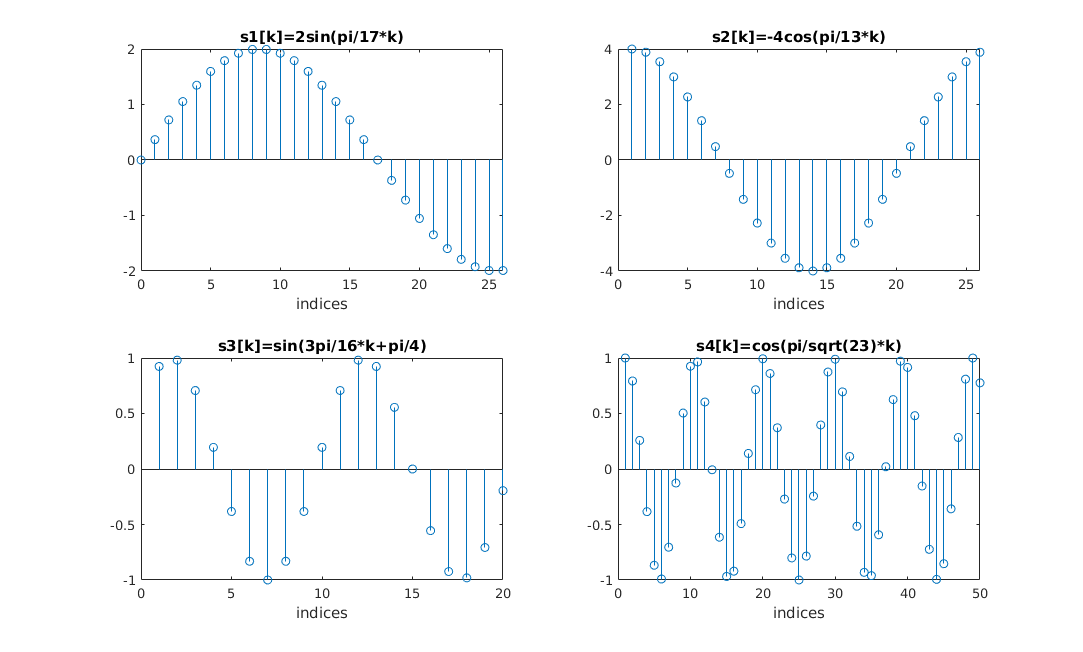 s1[k]=2sin(pi/17*k)
2
1
0
-1
-2
0 5 10 15 20 25
indices
s2[k]=-4cos(pi/13*k)
4
2
0
-2
-4
0 5 10 15 20 25
indices
s3[k]=sin(3pi/16*k+pi/4)
1
0.5
0
-0.5
-1
0 5 10 15 20
indices
s4[k]=cos(pi/sqrt(23)*k)
1
0.5
0
-0.5
-1
0 10 20 30 40 50
indices